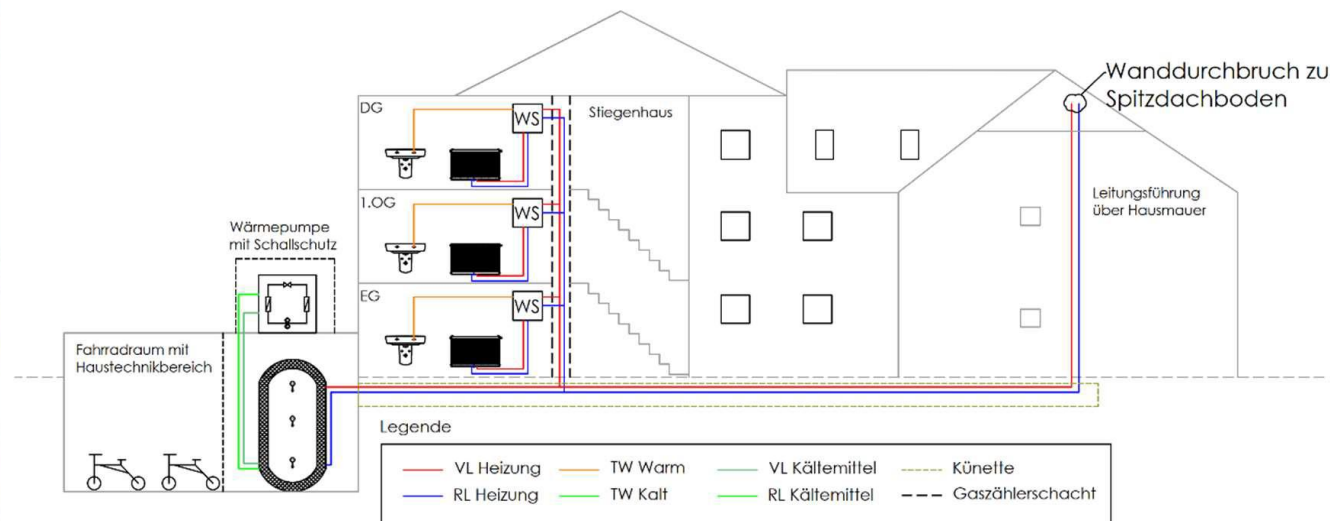 Wanddurchbruch zu
Spitzdachboden
DG
WS
Stiegenhaus
Leitungsführung
über Hausmauer
1.OG
WS
Wärmepumpe
mit Schallschutz
EG
WS
Fahrradraum mit
Haustechnikbereich
Legende
VL Heizung
TW Warm
VL Kältemittel
Künette
RL Heizung
TW Kalt
RL Kältemittel
Gaszählerschacht